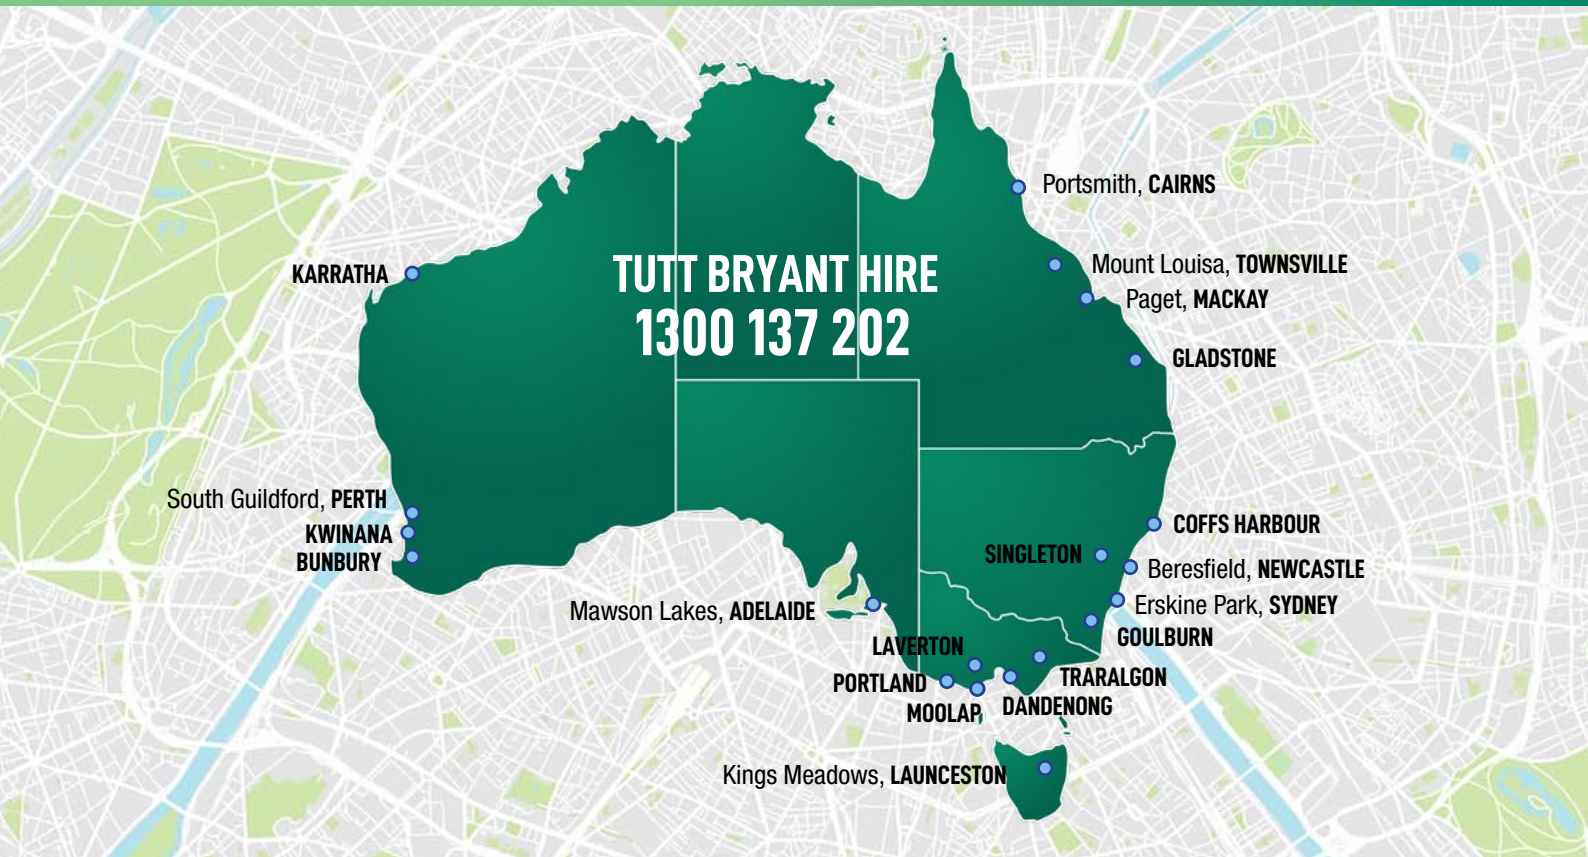 Portsmith, CAIRNS
Mount Louisa, TOWNSVILLE
KARRATHA
TUTT BRYANT HIRE
1300 137 202
Paget, MACKAY
GLADSTONE
South Guildford, PERTH
KWINANA
BUNBURY
COFFS HARBOUR
SINGLETON
Beresfield, NEWCASTLE
Erskine Park, SYDNEY
Mawson Lakes, ADELAIDE
GOULBURN
LAVERTON
TRARALGON
PORTLAND
DANDENONG
MOOLAP
Kings Meadows, LAUNCESTON